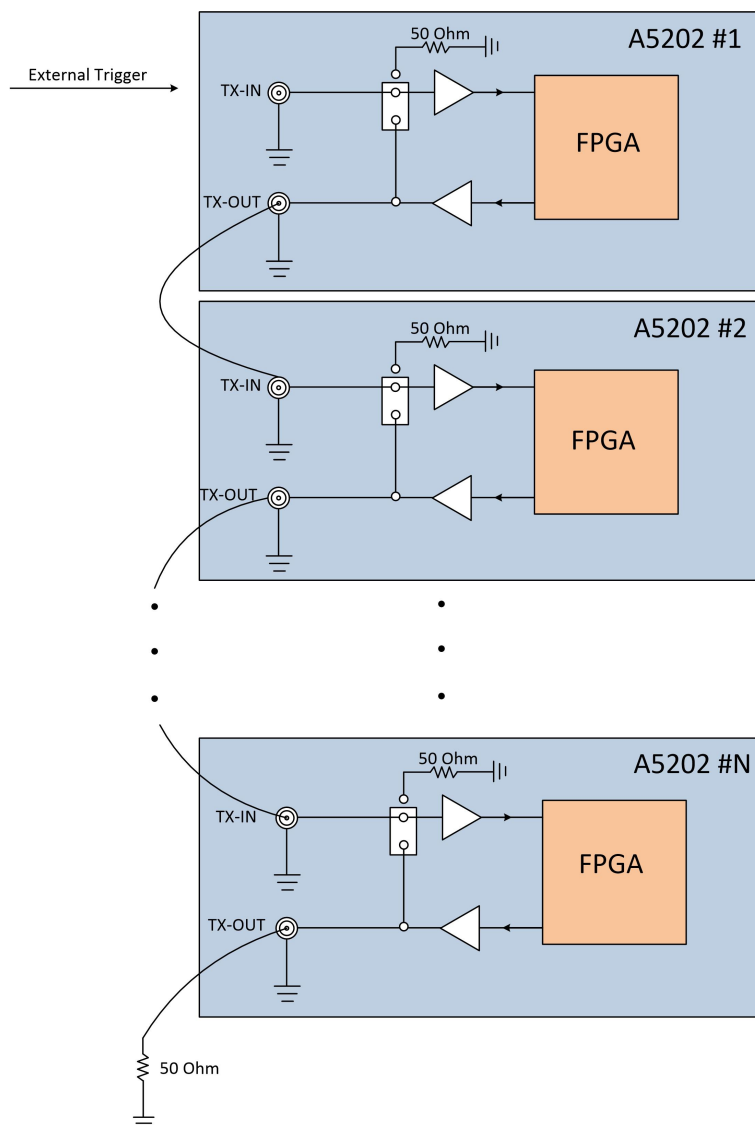 50 Ohm
A5202 #1
External Trigger
TX-IN
FPGA
TX-OUT
50 Ohm
A5202 #2
TX-IN
FPGA
TX-OUT
50 Ohm
A5202 #N
TX-IN
FPGA
TX-OUT
50 Ohm